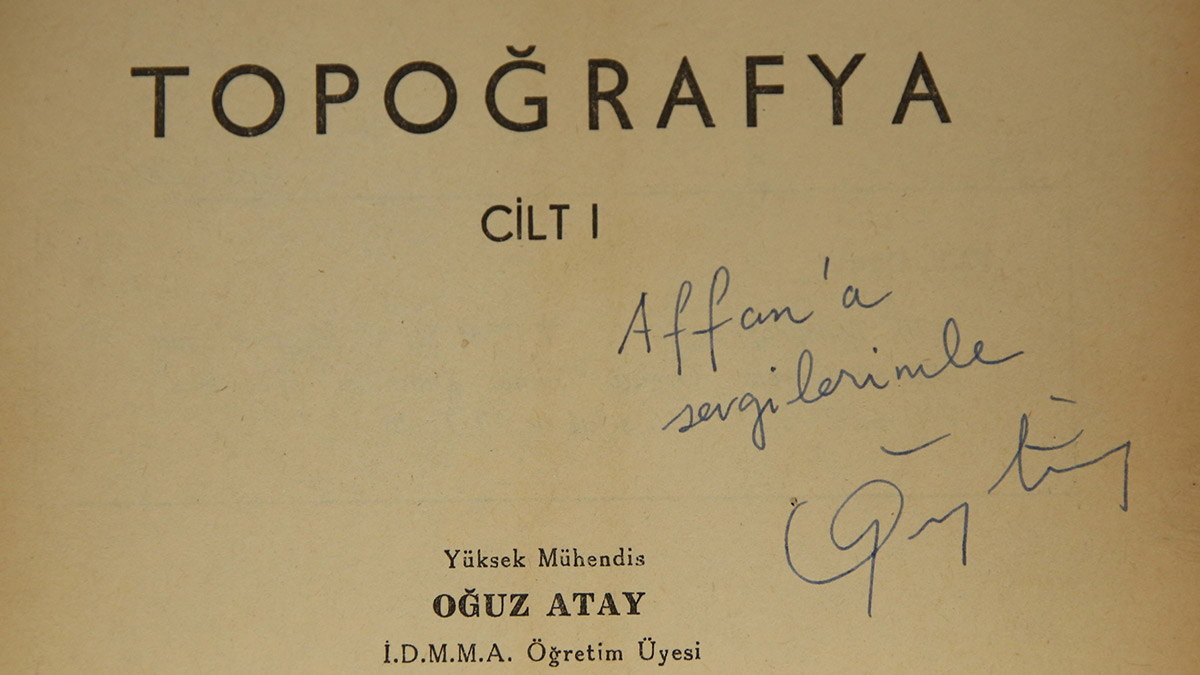 TOPOĞRAFYA
CİLT I
Affan'a
sevgilerimle
Yüksek Mühendis
OĞUZ ATAY
İ.D.M.M.A. Öğretim Üyesi